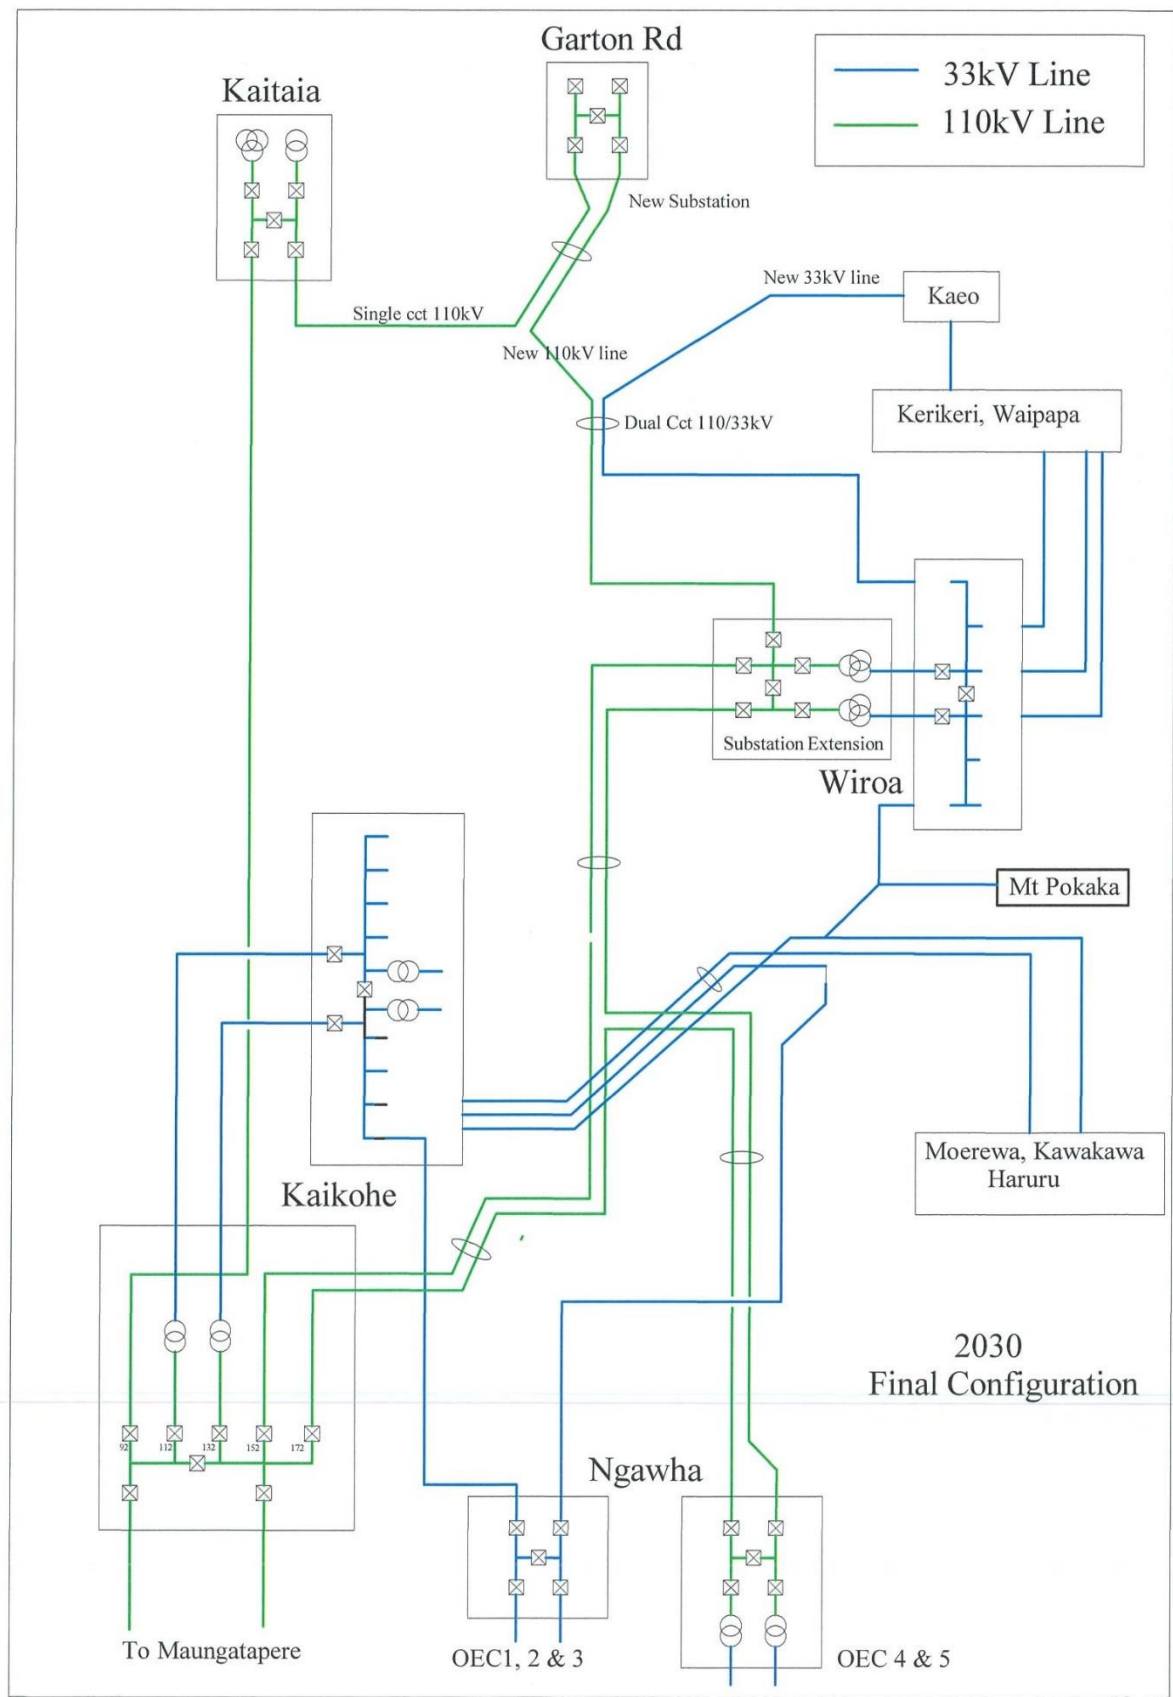 Garton Rd
33kV Line
Kaitaia
110kV Line
New Substation
New 33kV line
Kaeo
Single cct 110kV
New 110kV line
Dual Cct 110/33kV
Kerikeri, Waipapa
Substation Extension
Wiroa
Mt Pokaka
Moerewa, Kawakawa
Haruru
Kaikohe
2030
Final Configuration
92
112
132
152
172
Ngawha
To Maungatapere
OEC1, 2 & 3
OEC 4 & 5